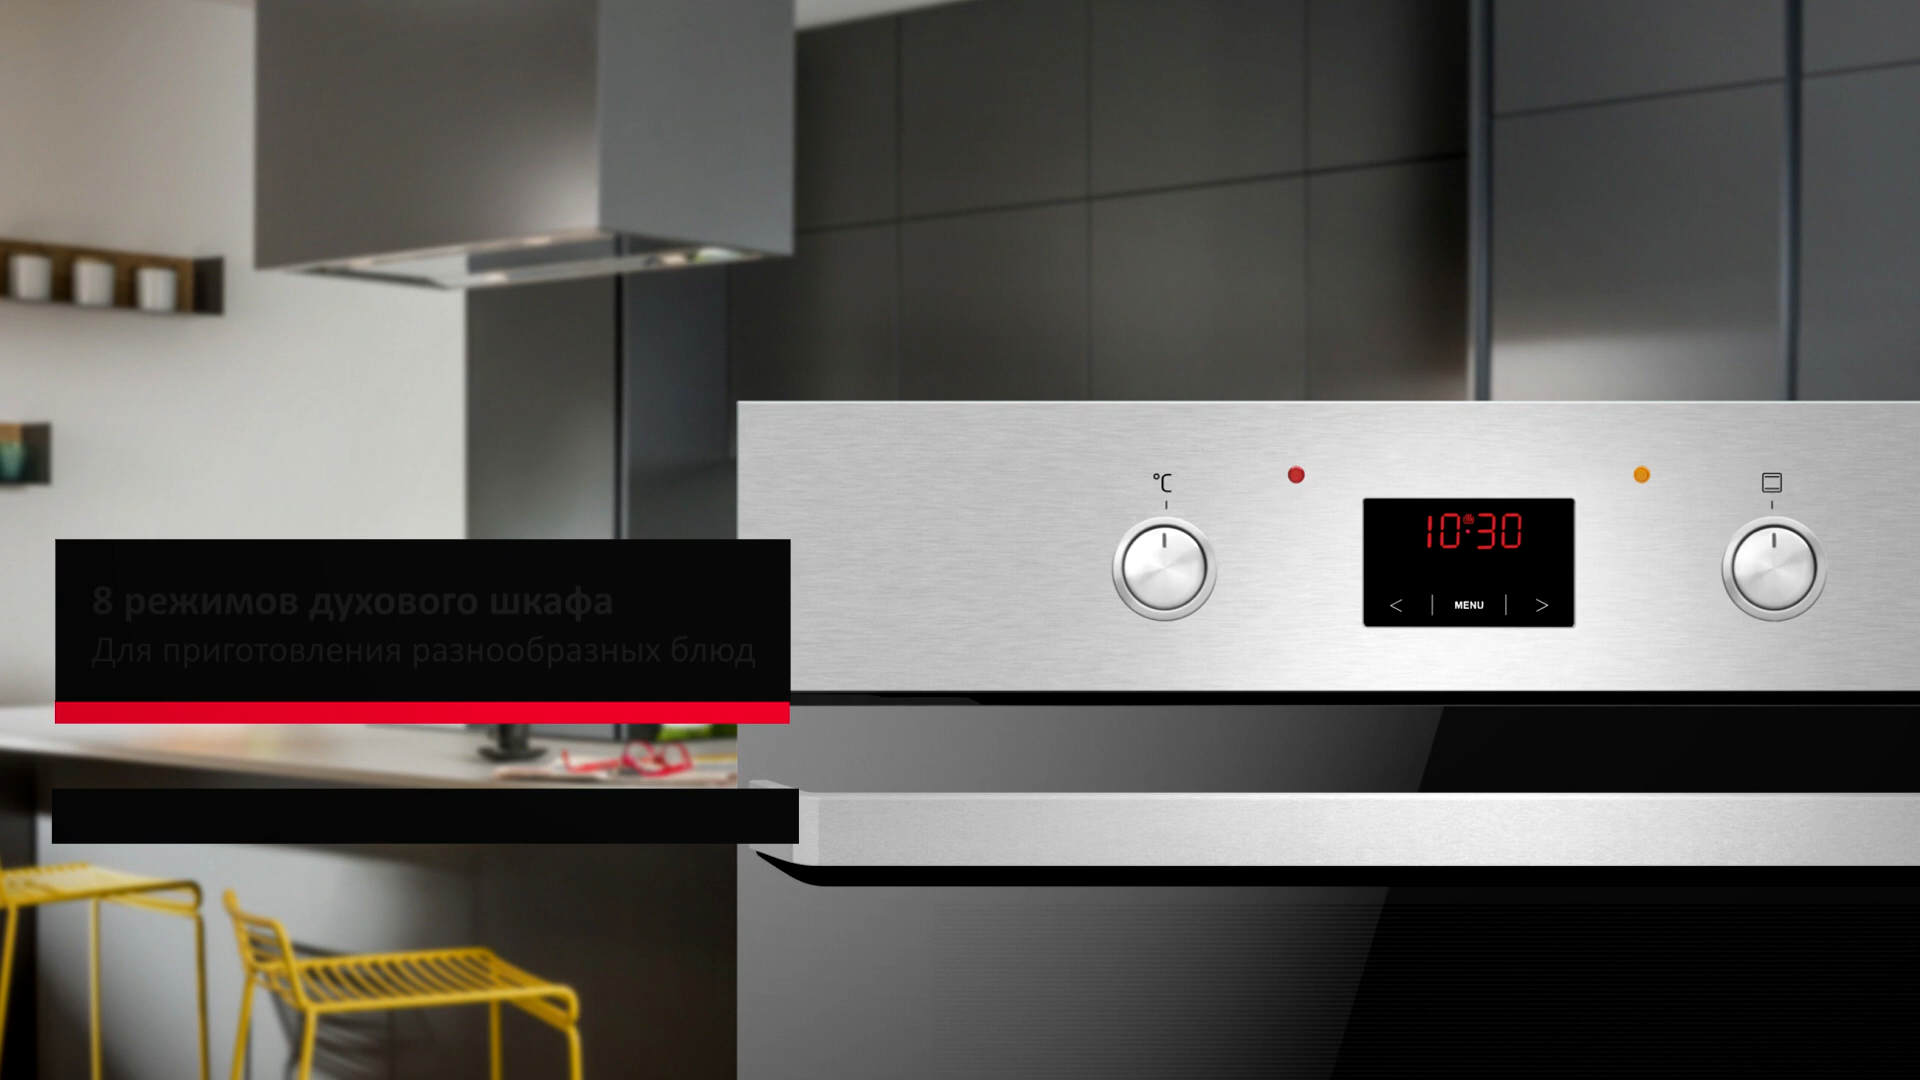 °C
10:30
< | MENU | >
8 режимов духового шкафа
Для приготовления разнообразных блюд